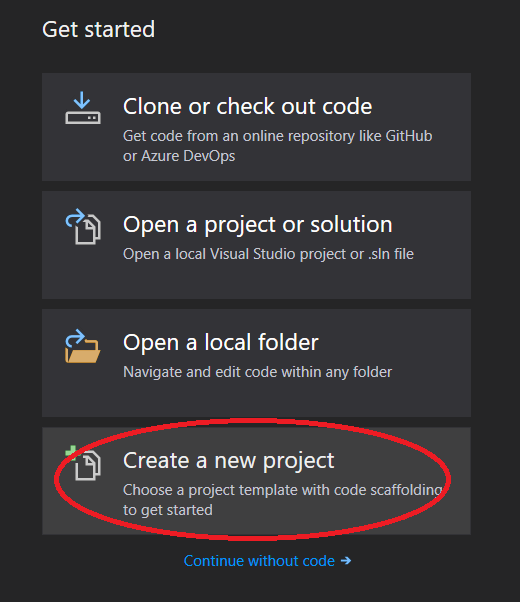 Get started
Clone or check out code
Get code from an online repository like GitHub
or Azure DevOps
Open a project or solution
Open a local Visual Studio project or .sln file
Open a local folder
Navigate and edit code within any folder
Create a new project
Choose a project template with code scaffolding
to get started
Continue without code →